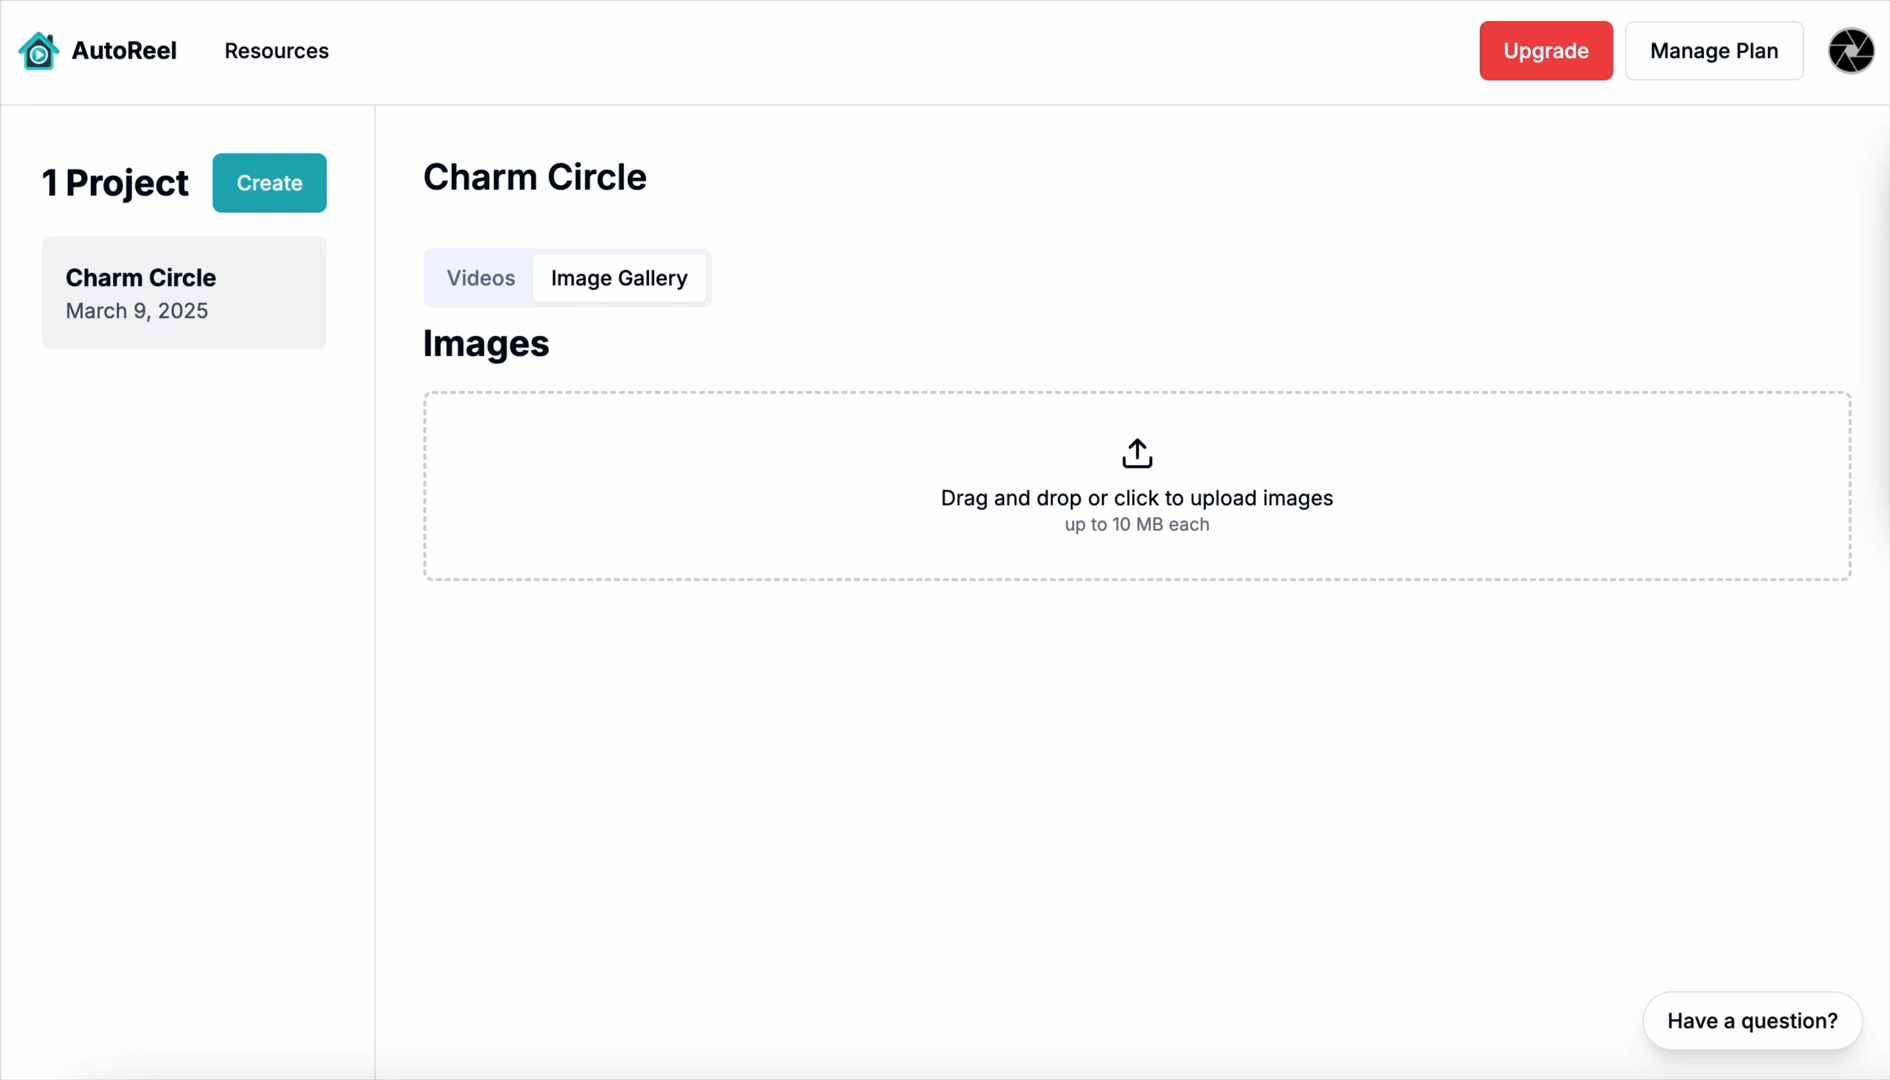 AutoReel
Resources
Upgrade
Manage Plan
1 Project
Create
Charm Circle
March 9, 2025
Charm Circle
Videos
Image Gallery
Images
Drag and drop or click to upload images
up to 10 MB each
Have a question?